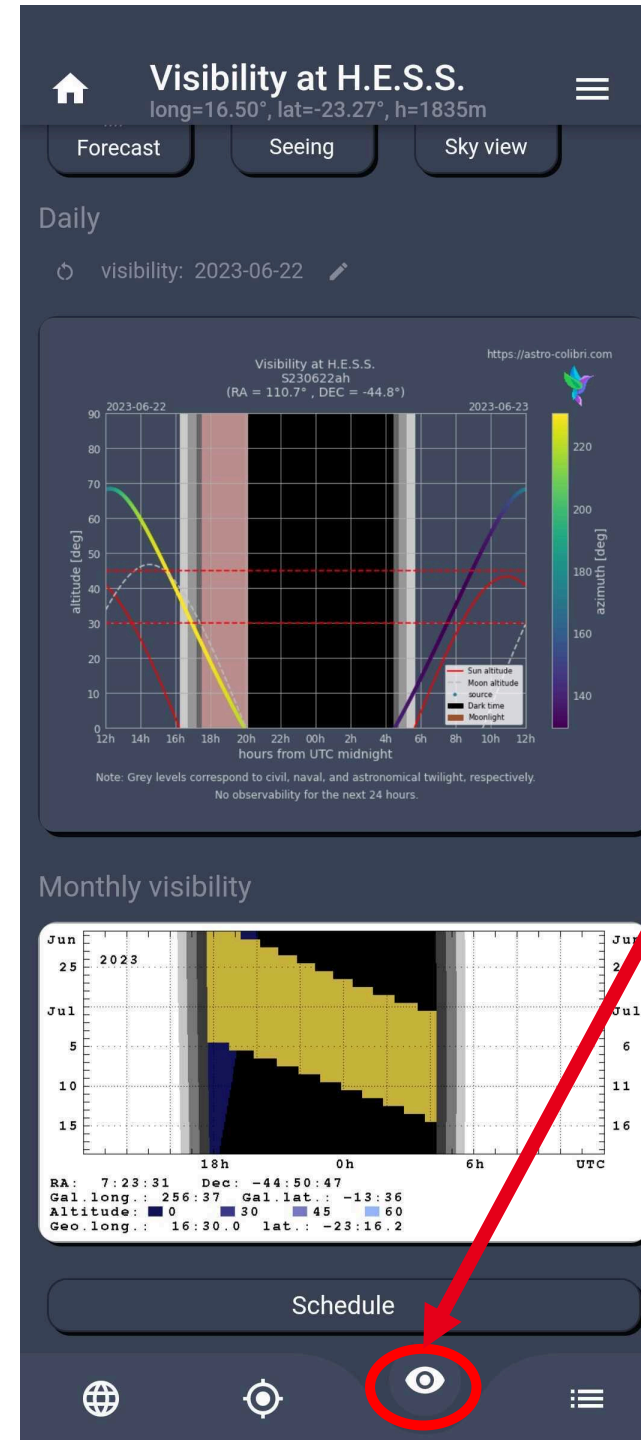 Visibility at H.E.S.S.
long=16.50°, lat=-23.27°, h=1835m
Forecast Seeing Sky view
Daily
visibility: 2023-06-22
https://astro-colibri.com
Visibility at H.E.S.S.
S230622ah
(RA = 110.7° , DEC = -44.8°)
2023-06-22 2023-06-23
90
80
70
60
50
40
30
20
10
0
altitude [deg]
220
200
180
160
140
azimuth [deg]
Sun altitude
Moon altitude
source
Dark time
Moonlight
12h 14h 16h 18h 20h 22h 00h 2h 4h 6h 8h 10h 12h
hours from UTC midnight
Note: Grey levels correspond to civil, naval, and astronomical twilight, respectively.
No observability for the next 24 hours.
Monthly visibility
Jun
2023
25
Jul Jul
5 6
10 11
15 16
18h 0h 6h UTC
RA: 7:23:31 Dec: -44:50:47
Gal.long.: 256:37 Gal.lat.: -13:36
Altitude: 0 30 45 60
Geo.long.: 16:30.0 lat.: -23:16.2
Schedule